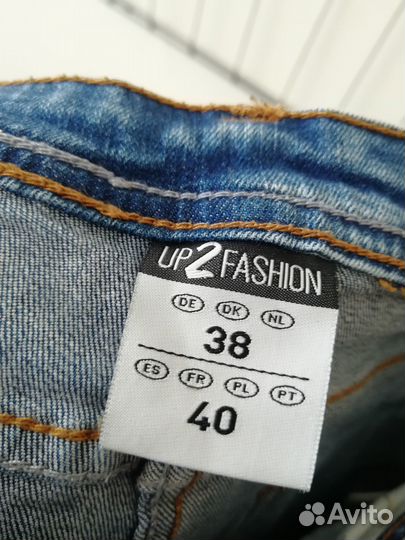 UP2FASHION
DE DK NL
38
ES FR PL PT
40
Avito